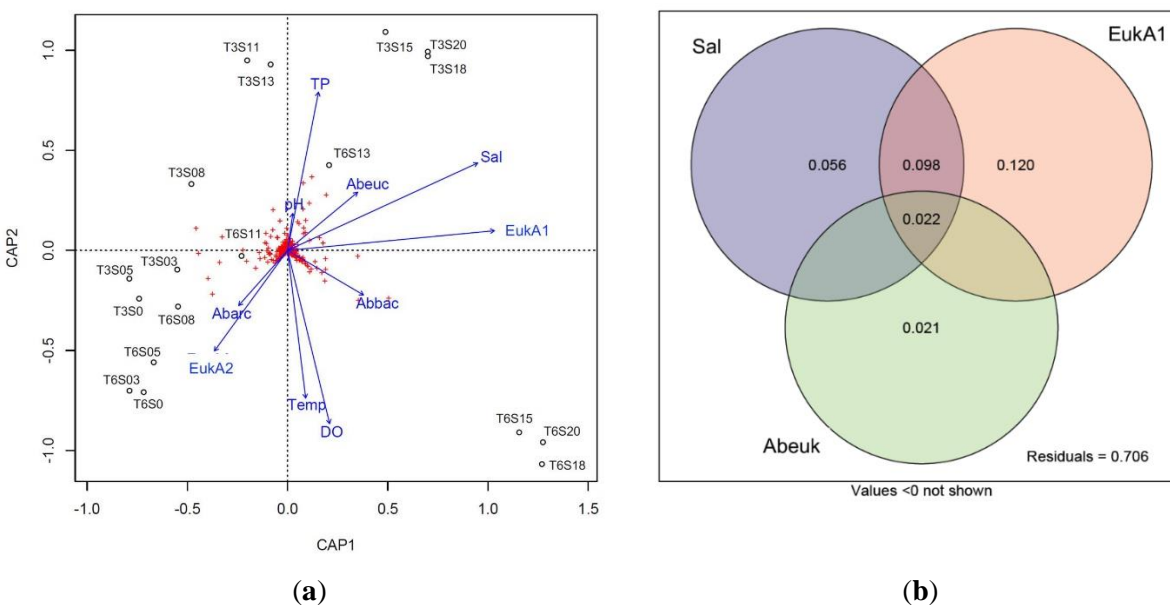 T3S11
T3S13
T3S15
T3S20
T3S18
TP
T6S13
Sal
T3S08
Abeuc
pH
EukA1
T6S11
T3S03
T3S05
T3S0
T6S08
Abarc
Abbac
T6S05
EukA2
T6S03
T6S0
Temp
DO
T6S15
T6S20
T6S18
1.0
0.5
0.0
-0.5
-1.0
CAP2
-1.0 -0.5 0.0 0.5 1.0 1.5
CAP1
(a)
Sal
EukA1
0.056
0.098
0.120
0.022
0.021
Abeuk
Residuals = 0.706
Values <0 not shown
(b)